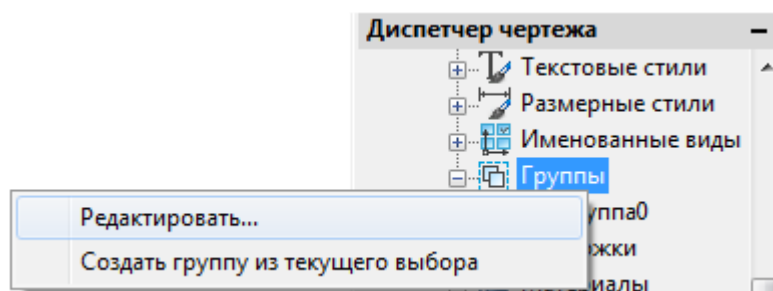 Диспетчер чертежа
Текстовые стили
Размерные стили
Именованные виды
Группы
Редактировать...
Создать группу из текущего выбора